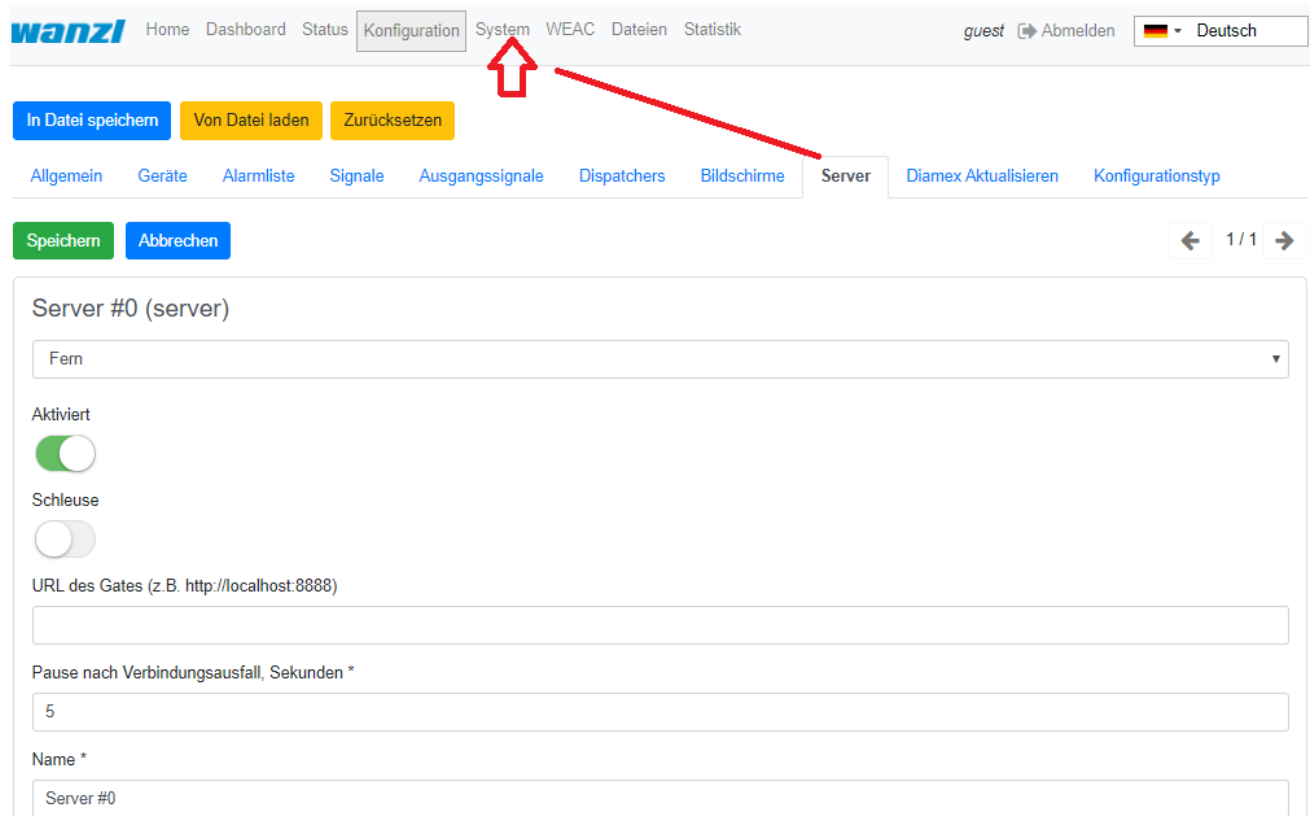 wanzl Home Dashboard Status Konfiguration System WEAC Dateien Statistik guest Abmelden Deutsch
In Datei speichern Von Datei laden Zurücksetzen
Allgemein Geräte Alarmliste Signale Ausgangssignale Dispatchers Bildschirme Server Diamex Aktualisieren Konfigurationstyp
Speichern Abbrechen 1 / 1
Server #0 (server)
Fern
Aktiviert
Schleuse
URL des Gates (z.B. http://localhost:8888)
Pause nach Verbindungsausfall, Sekunden *
5
Name *
Server #0